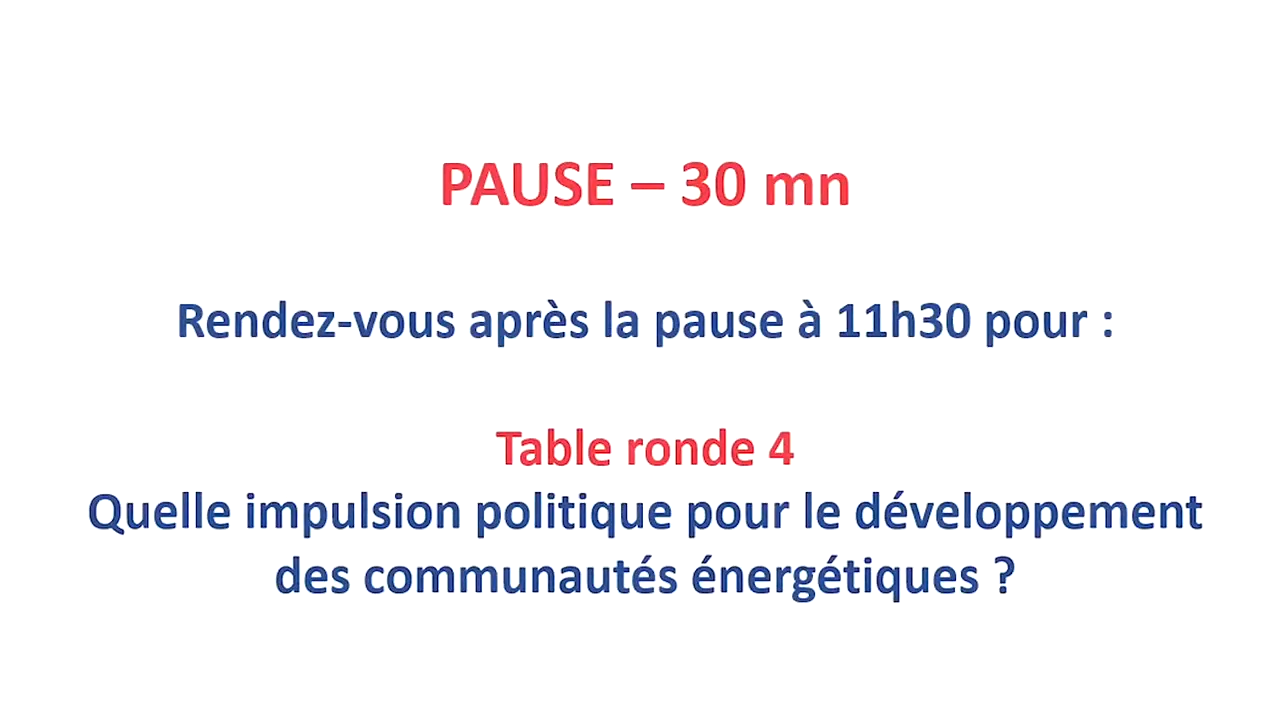 PAUSE – 30 mn
Rendez-vous après la pause à 11h30 pour :
Table ronde 4
Quelle impulsion politique pour le développement
des communautés énergétiques ?